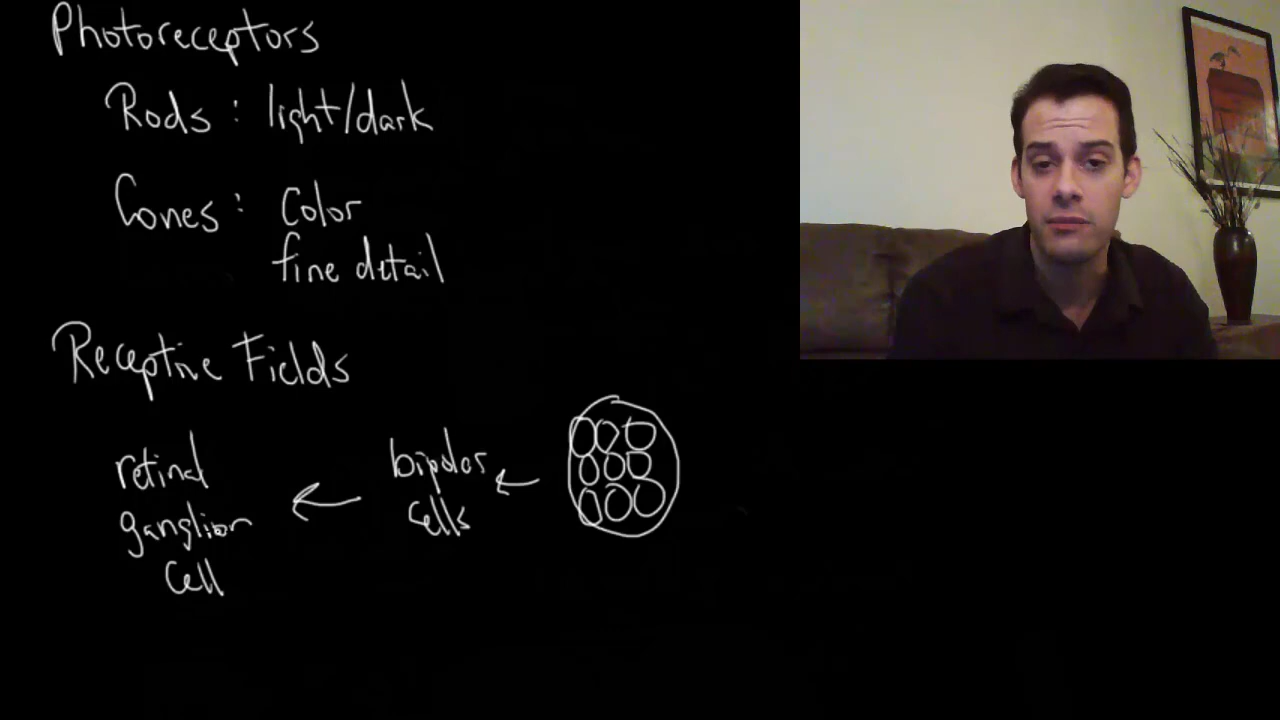 Photoreceptors
Rods : light/dark
Cones : Color
fine detail
Receptive Fields
retinal
ganglion
cell
bipolar
cells